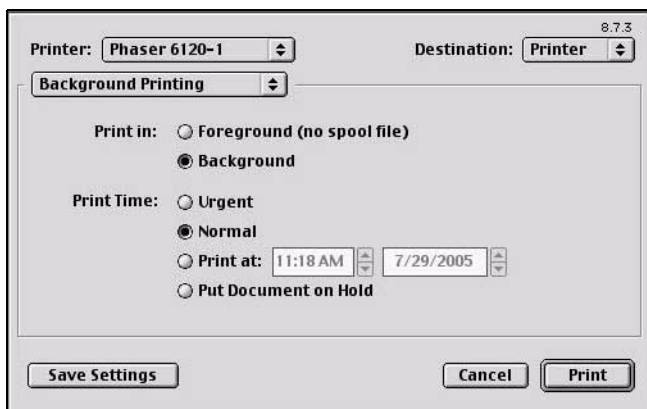 8.7.3
Printer: Phaser 6120-1 Destination: Printer
Background Printing
Print in: Foreground (no spool file)
Background
Print Time: Urgent
Normal
Print at: 11:18 AM 7/29/2005
Put Document on Hold
Save Settings Cancel Print